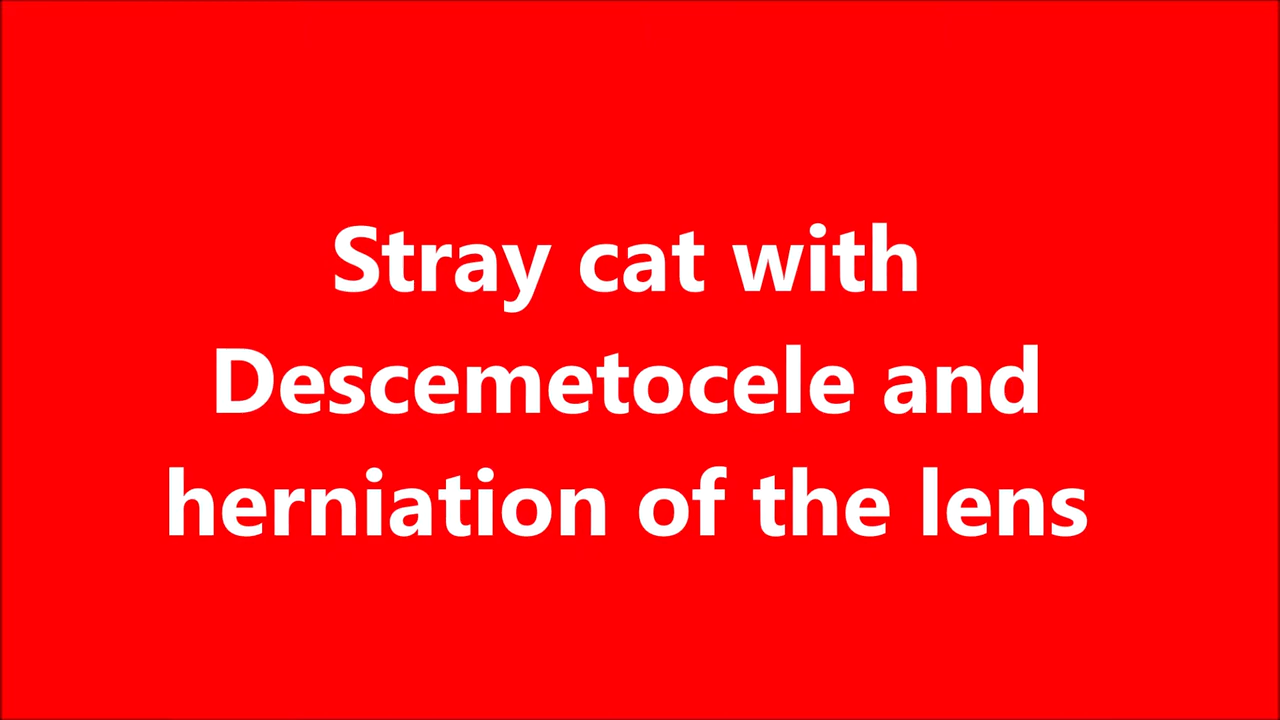 Stray cat with
Descemetocele and
herniation of the lens